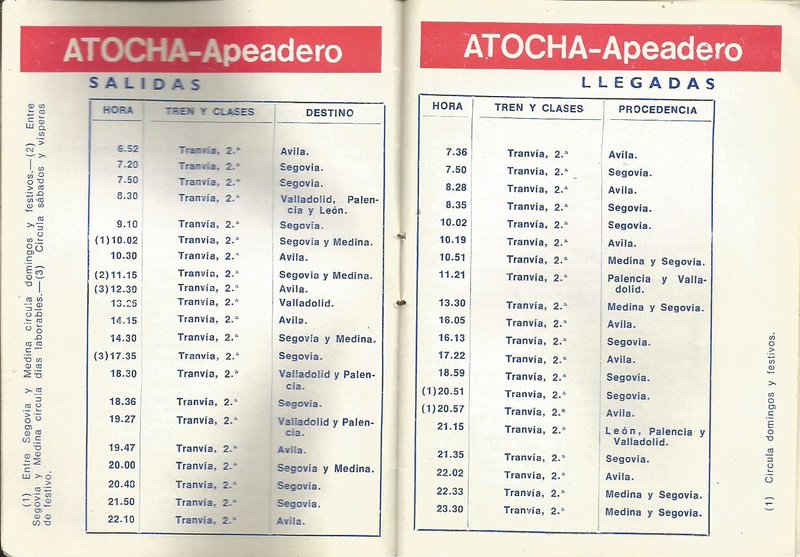 ATOCHA-Apeadero
SALIDAS
HORA TREN Y CLASES DESTINO
6.52 Tranvía, 2.ª Avila.
7.20 Tranvía, 2.ª Segovia.
7.50 Tranvía, 2.ª Segovia.
8.30 Tranvía, 2.ª Valladolid, Palen-
cia y León.
9.10 Tranvía, 2.ª Segovia.
(1) 10.02 Tranvía, 2.ª Segovia y Medina.
10.30 Tranvía, 2.ª Avila.
(2) 11.15 Tranvía, 2.ª Segovia y Medina.
(3) 12.30 Tranvía, 2.ª Avila.
13.25 Tranvía, 2.ª Valladolid.
14.15 Tranvía, 2.ª Avila.
14.30 Tranvía, 2.ª Segovia y Medina.
(3) 17.35 Tranvía, 2.ª Segovia.
18.30 Tranvía, 2.ª Valladolid y Palen-
cia.
18.36 Tranvía, 2.ª Segovia.
19.27 Tranvía, 2.ª Valladolid y Palen-
cia.
19.47 Tranvía, 2.ª Avila.
20.00 Tranvía, 2.ª Segovia y Medina.
20.40 Tranvía, 2.ª Segovia.
21.50 Tranvía, 2.ª Segovia.
22.10 Tranvía, 2.ª Avila.
(1) Entre Segovia y Medina circula domingos y festivos.—(2) Entre
Segovia y Medina circula días laborables.—(3) Circula sábados y vísperas
de festivo.
ATOCHA-Apeadero
LLEGADAS
HORA TREN Y CLASES PROCEDENCIA
7.36 Tranvía, 2.ª Avila.
7.50 Tranvía, 2.ª Segovia.
8.28 Tranvía, 2.ª Avila.
8.35 Tranvía, 2.ª Segovia.
10.02 Tranvía, 2.ª Segovia.
10.19 Tranvía, 2.ª Avila.
10.51 Tranvía, 2.ª Medina y Segovia.
11.21 Tranvía, 2.ª Palencia y Valla-
dolid.
13.30 Tranvía, 2.ª Medina y Segovia.
16.05 Tranvía, 2.ª Avila.
16.13 Tranvía, 2.ª Segovia.
17.22 Tranvía, 2.ª Avila.
18.59 Tranvía, 2.ª Segovia.
(1) 20.51 Tranvía, 2.ª Segovia.
(1) 20.57 Tranvía, 2.ª Avila.
21.15 Tranvía, 2.ª León, Palencia y
Valladolid.
21.35 Tranvía, 2.ª Segovia.
22.02 Tranvía, 2.ª Avila.
22.33 Tranvía, 2.ª Medina y Segovia.
23.30 Tranvía, 2.ª Medina y Segovia.
(1) Circula domingos y festivos.